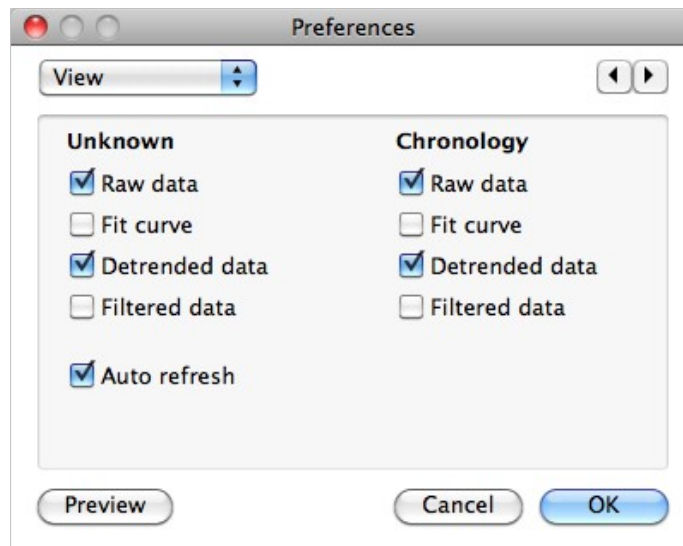 Preferences
View
Unknown
Raw data
Fit curve
Detrended data
Filtered data
Auto refresh
Chronology
Raw data
Fit curve
Detrended data
Filtered data
Preview
Cancel
OK